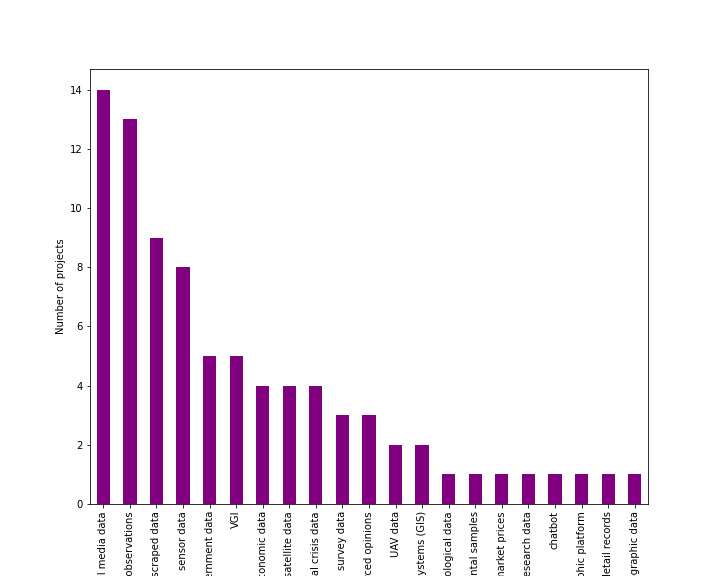 14
12
10
8
6
4
2
0
Number of projects
l media data
observations
scraped data
sensor data
ernment data
VGI
onomic data
satellite data
al crisis data
survey data
ced opinions
UAV data
ystems (GIS)
ological data
ntal samples
market prices
esearch data
chatbot
phic platform
etail records
graphic data